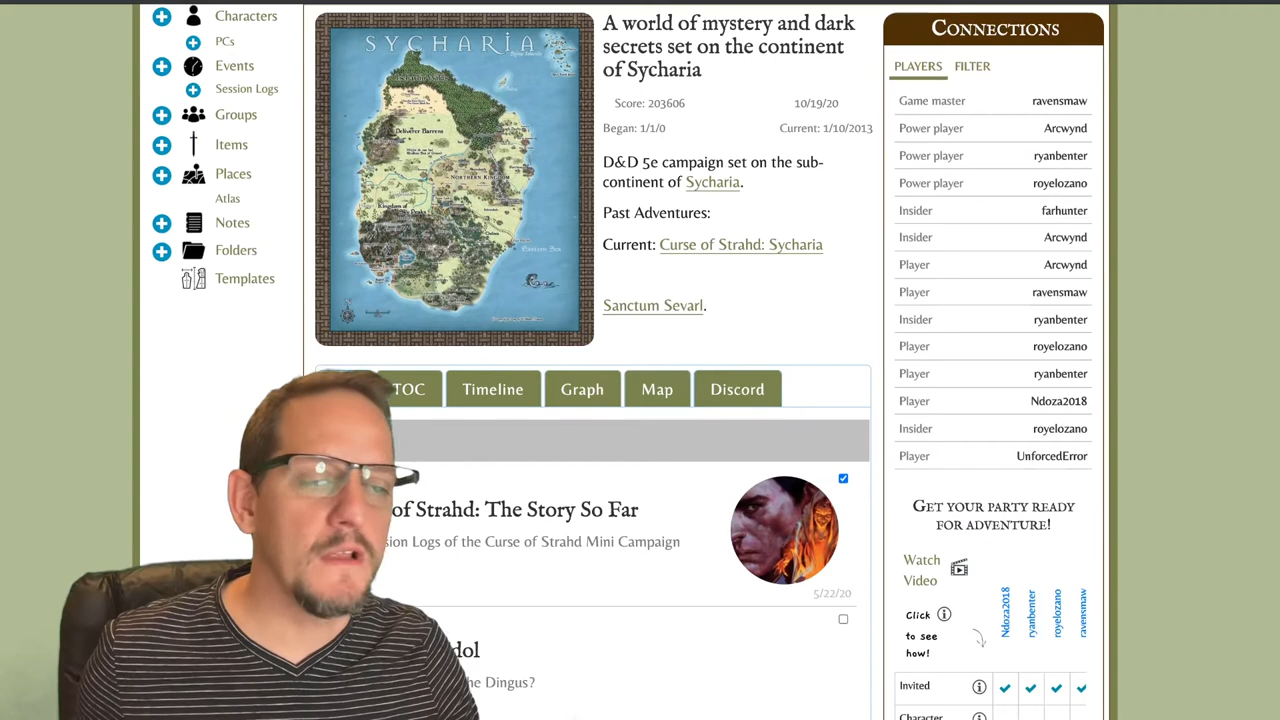 Characters
PCs
Events
Session Logs
Groups
Items
Places
Atlas
Notes
Folders
Templates
SYCHARIA
Deliverer Barrens
NORTHERN KINGDOM
A world of mystery and dark
secrets set on the continent
of Sycharia
Score: 203606 10/19/20
Began: 1/1/0 Current: 1/10/2013
D&D 5e campaign set on the sub-
continent of Sycharia.
Past Adventures:
Current: Curse of Strahd: Sycharia
Sanctum Sevarl.
TOC Timeline Graph Map Discord
of Strahd: The Story So Far
sion Logs of the Curse of Strahd Mini Campaign
5/22/20
dol
he Dingus?
CONNECTIONS
PLAYERS FILTER
Game master ravensmaw
Power player Arcwynd
Power player ryanbenter
Power player royelozano
Insider farhunter
Insider Arcwynd
Player Arcwynd
Player ravensmaw
Insider ryanbenter
Player royelozano
Player ryanbenter
Player Ndoza2018
Insider royelozano
Player UnforcedError
GET YOUR PARTY READY
FOR ADVENTURE!
Watch
Video
Click
to see
how!
Ndoza2018
ryanbenter
royelozano
ravensmaw
Invited
Character